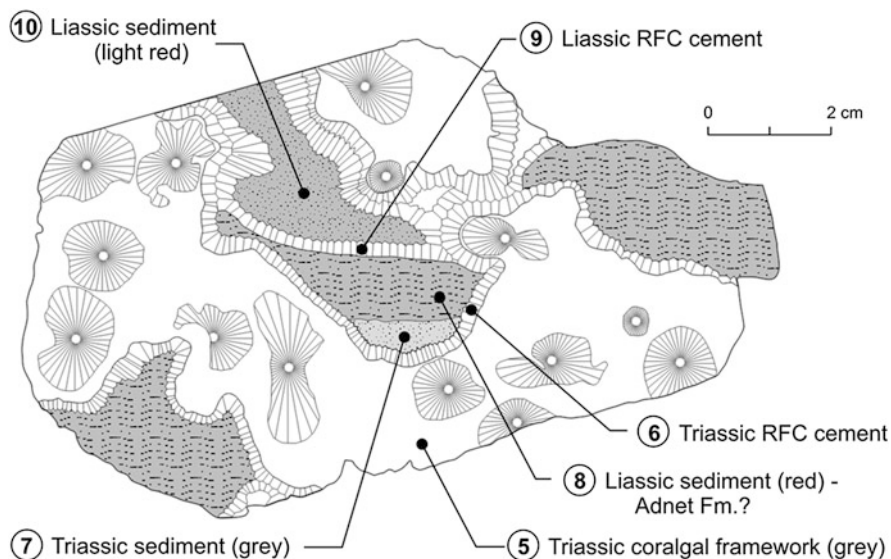 10 Liassic sediment
(light red)
9 Liassic RFC cement
0 2 cm
6 Triassic RFC cement
8 Liassic sediment (red) -
Adnet Fm.?
7 Triassic sediment (grey)
5 Triassic coralgal framework (grey)